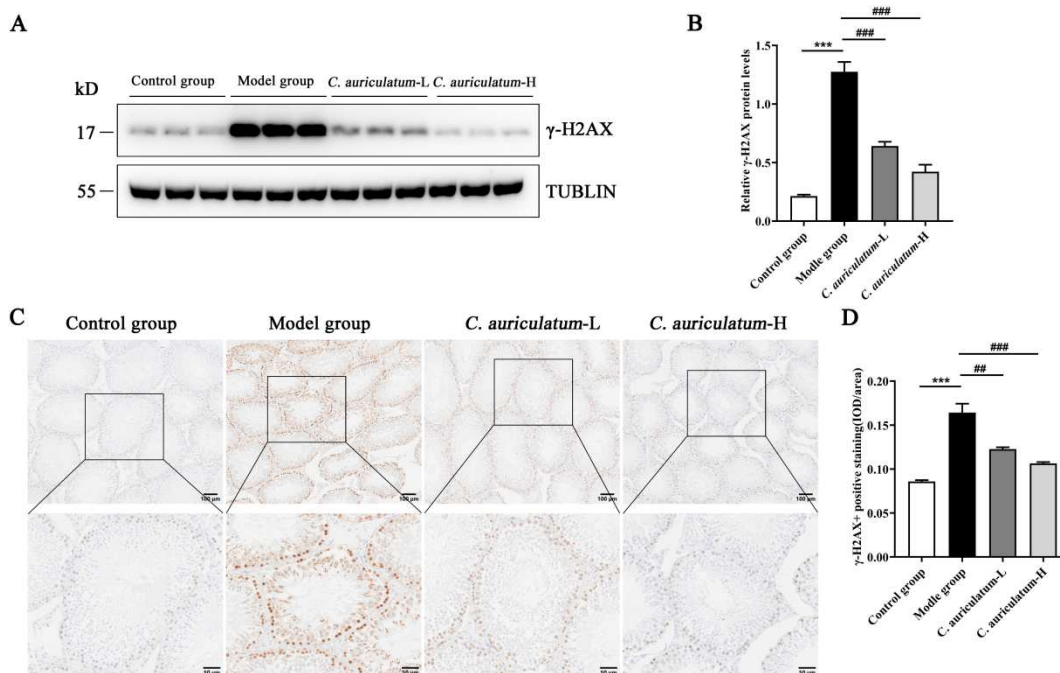 A
Control group Model group C. auriculatum-L C. auriculatum-H
kD
17 γ-H2AX
55 TUBLIN
B
###
###
***
Relative γ-H2AX protein levels
1.5
1.0
0.5
0.0
Control group
Modle group
C. auriculatum-L
C. auriculatum-H
C
Control group Model group C. auriculatum-L C. auriculatum-H
100 μm 100 μm 100 μm 100 μm
50 μm 50 μm 50 μm 50 μm
D
###
##
***
γ-H2AX+ positive staining(IOD/area)
0.20
0.15
0.10
0.05
0.00
Control group
Modle group
C. auriculatum-L
C. auriculatum-H